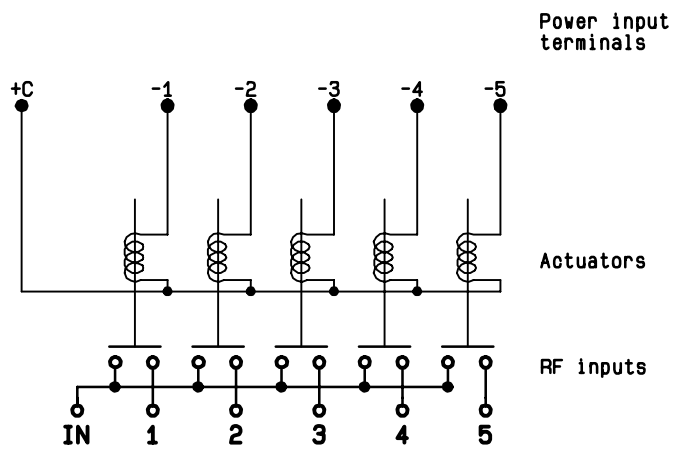 Power input
terminals
+C -1 -2 -3 -4 -5
Actuators
RF inputs
IN 1 2 3 4 5